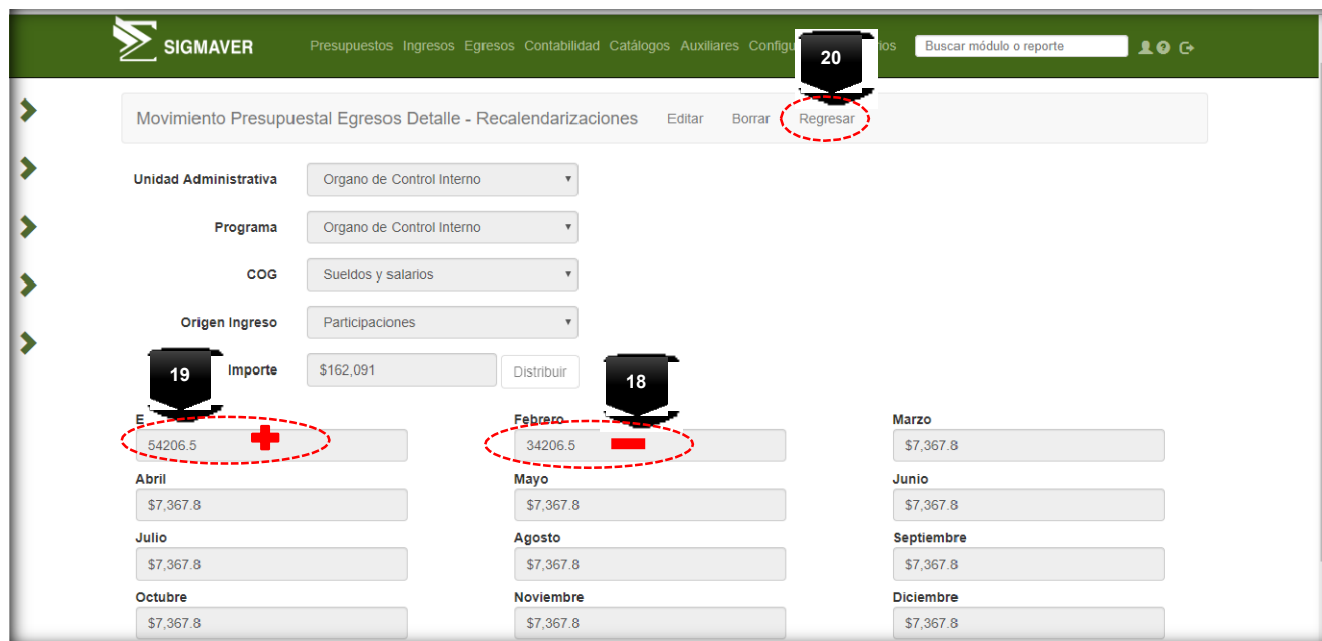 SIGMAVER Presupuestos Ingresos Egresos Contabilidad Catálogos Auxiliares Configu ios Buscar módulo o reporte
20
Movimiento Presupuestal Egresos Detalle - Recalendarizaciones Editar Borrar Regresar
Unidad Administrativa Organo de Control Interno
Programa Organo de Control Interno
COG Sueldos y salarios
Origen Ingreso Participaciones
19 Importe $162,091 Distribuir 18
E Febrero Marzo
54206.5 34206.5 $7,367.8
Abril Mayo Junio
$7,367.8 $7,367.8 $7,367.8
Julio Agosto Septiembre
$7,367.8 $7,367.8 $7,367.8
Octubre Noviembre Diciembre
$7,367.8 $7,367.8 $7,367.8